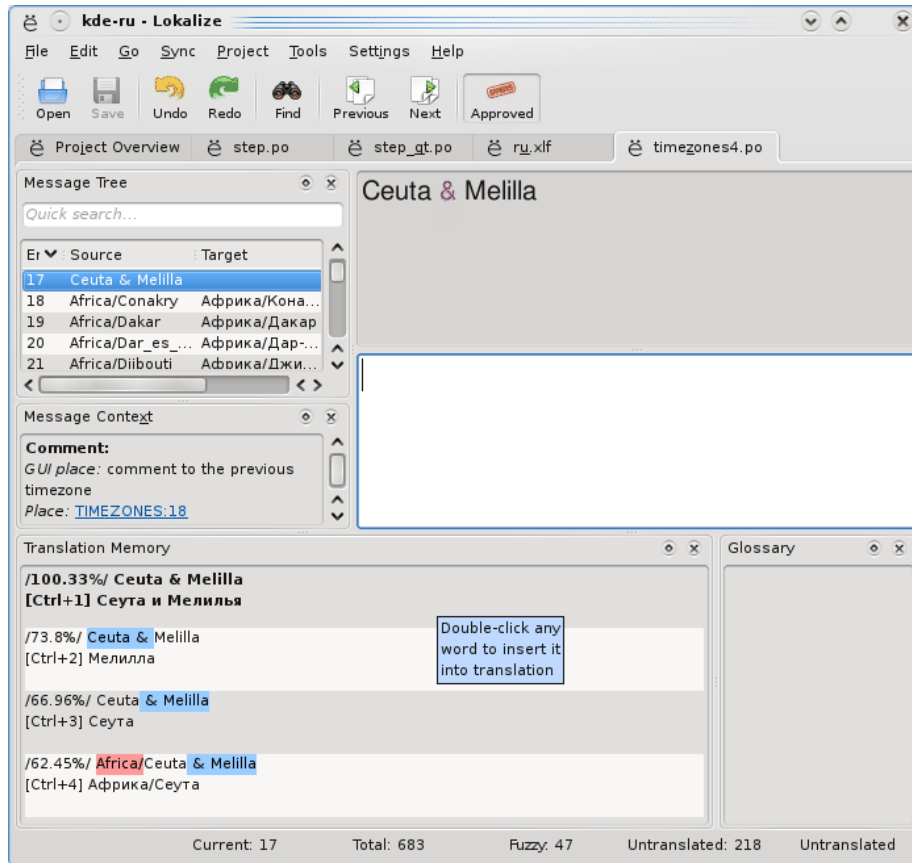 kde-ru - Lokalize
File Edit Go Sync Project Tools Settings Help
Open Save Undo Redo Find Previous Next Approved
Project Overview step.po step_gt.po ru.xlf timezones4.po
Message Tree
Quick search...
Er Source Target
17 Ceuta & Melilla
18 Africa/Conakry Африка/Кона...
19 Africa/Dakar Африка/Дакар
20 Africa/Dar_es_... Африка/Дар-...
21 Africa/Djibouti Африка/Джи...
Ceuta & Melilla
Message Context
Comment:
GUI place: comment to the previous
timezone
Place: TIMEZONES:18
Translation Memory
/100.33%/ Ceuta & Melilla
[Ctrl+1] Сеута и Мелилья
/73.8%/ Ceuta & Melilla
[Ctrl+2] Мелилла
/66.96%/ Ceuta & Melilla
[Ctrl+3] Сеута
/62.45%/ Africa/Ceuta & Melilla
[Ctrl+4] Африка/Сеута
Double-click any
word to insert it
into translation
Glossary
Current: 17 Total: 683 Fuzzy: 47 Untranslated: 218 Untranslated